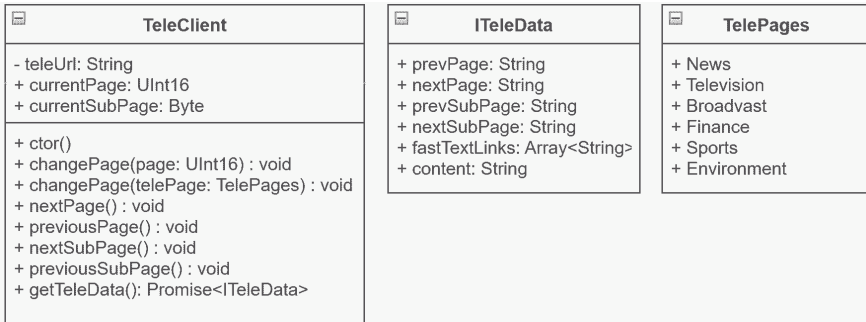 TeleClient
- teleUrl: String
+ currentPage: UInt16
+ currentSubPage: Byte
+ ctor()
+ changePage(page: UInt16) : void
+ changePage(telePage: TelePages) : void
+ nextPage() : void
+ previousPage() : void
+ nextSubPage() : void
+ previousSubPage() : void
+ getTeleData(): Promise<ITeleData>
ITeleData
+ prevPage: String
+ nextPage: String
+ prevSubPage: String
+ nextSubPage: String
+ fastTextLinks: Array<String>
+ content: String
TelePages
+ News
+ Television
+ Broadvast
+ Finance
+ Sports
+ Environment